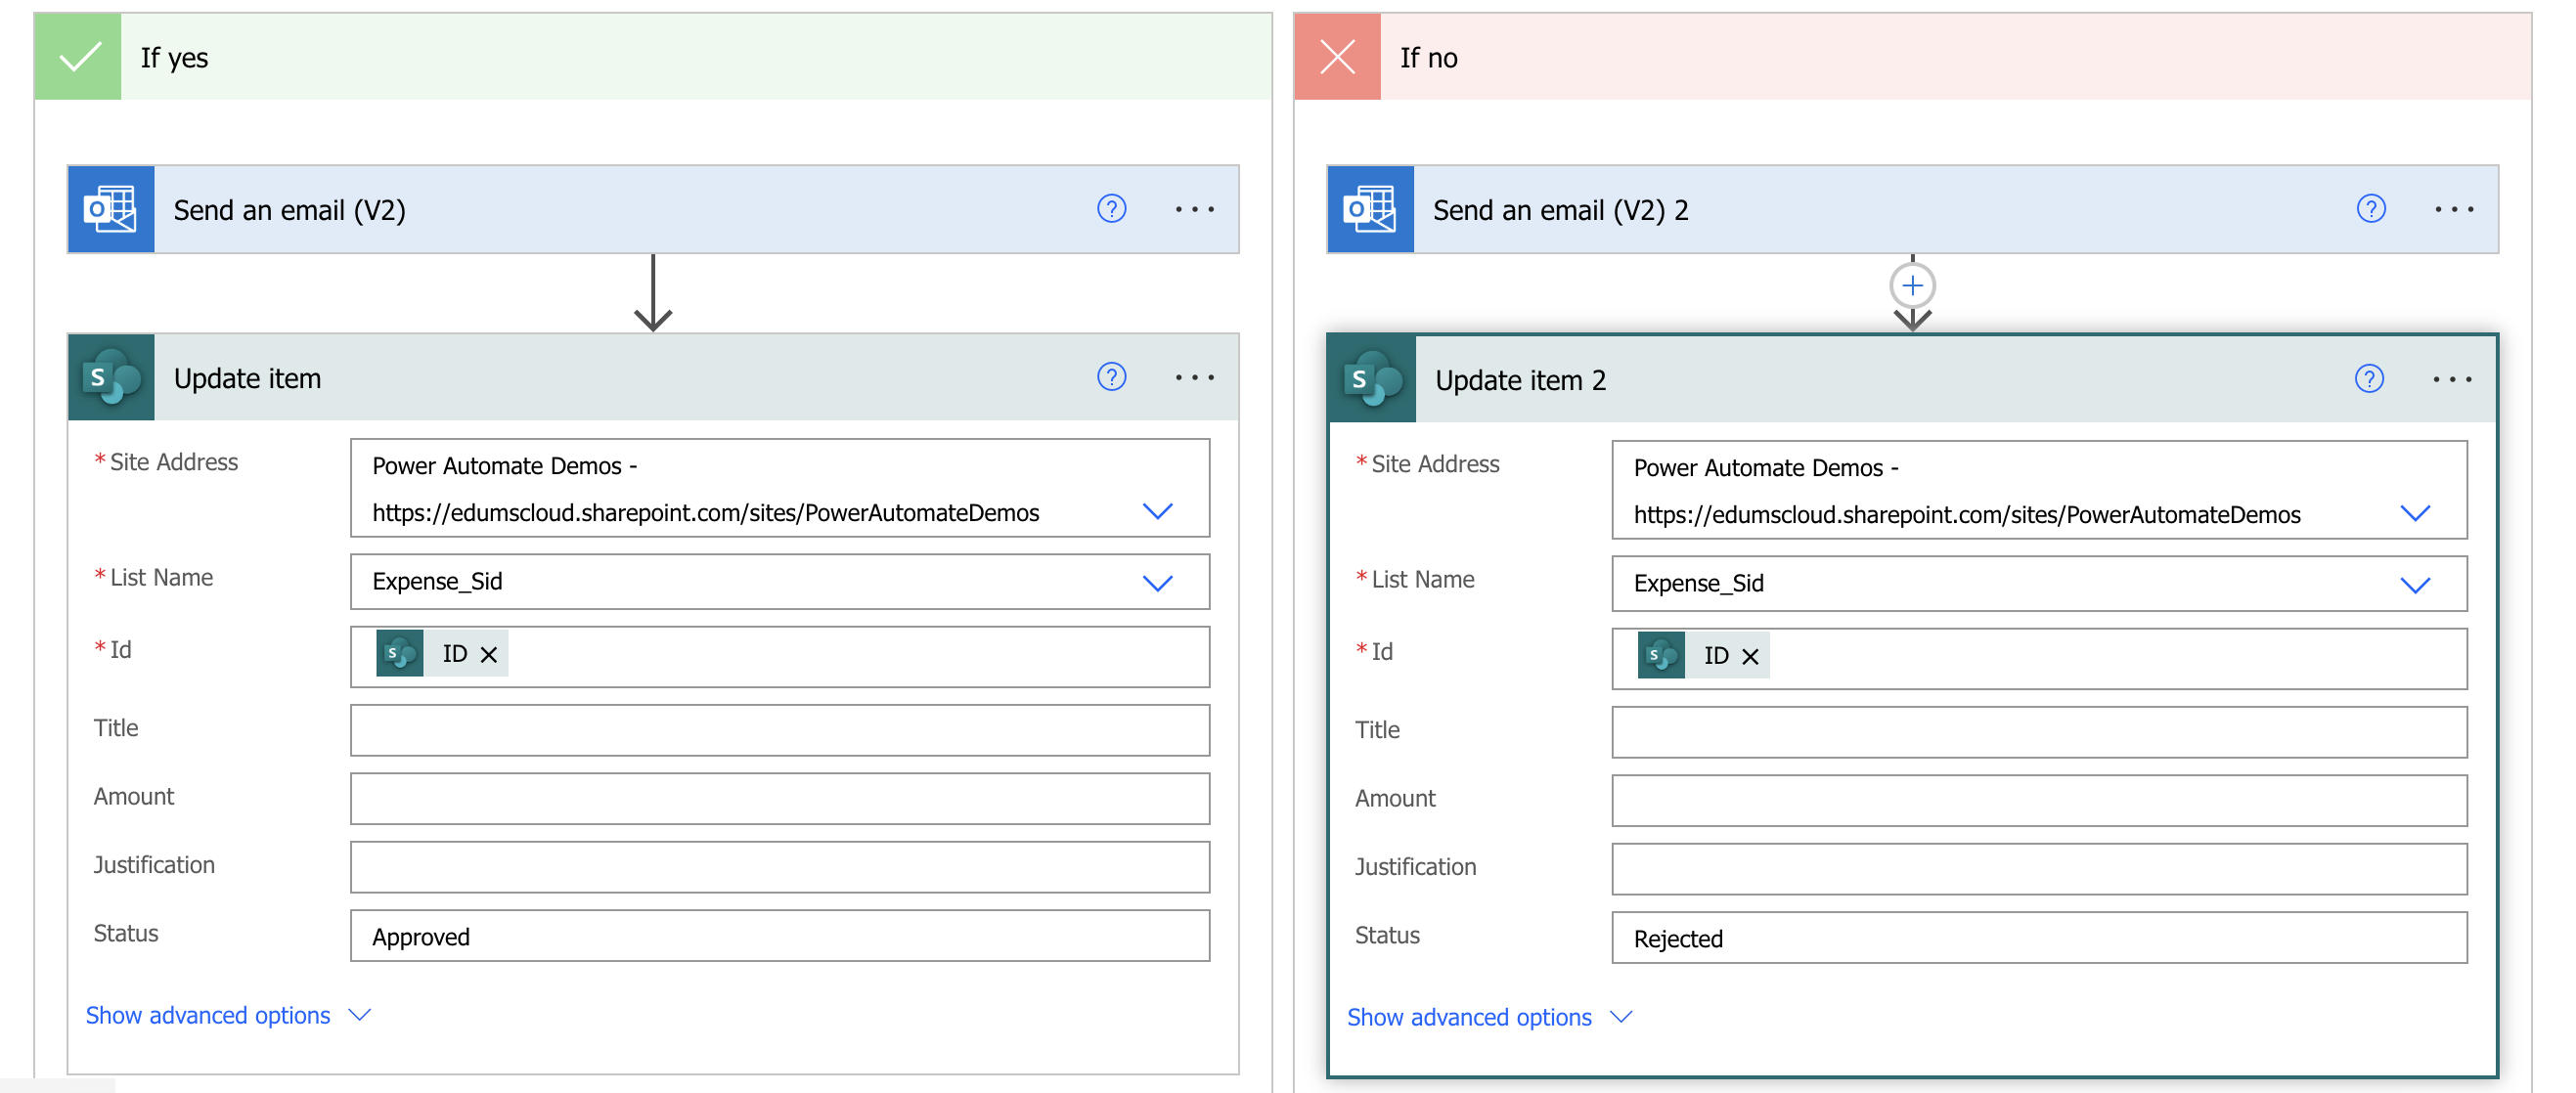 If yes
Send an email (V2)
Update item
* Site Address
Power Automate Demos -
https://edumscloud.sharepoint.com/sites/PowerAutomateDemos
* List Name
Expense_Sid
* Id
S ID
Title
Amount
Justification
Status
Approved
Show advanced options
If no
Send an email (V2) 2
Update item 2
* Site Address
Power Automate Demos -
https://edumscloud.sharepoint.com/sites/PowerAutomateDemos
* List Name
Expense_Sid
* Id
S ID
Title
Amount
Justification
Status
Rejected
Show advanced options